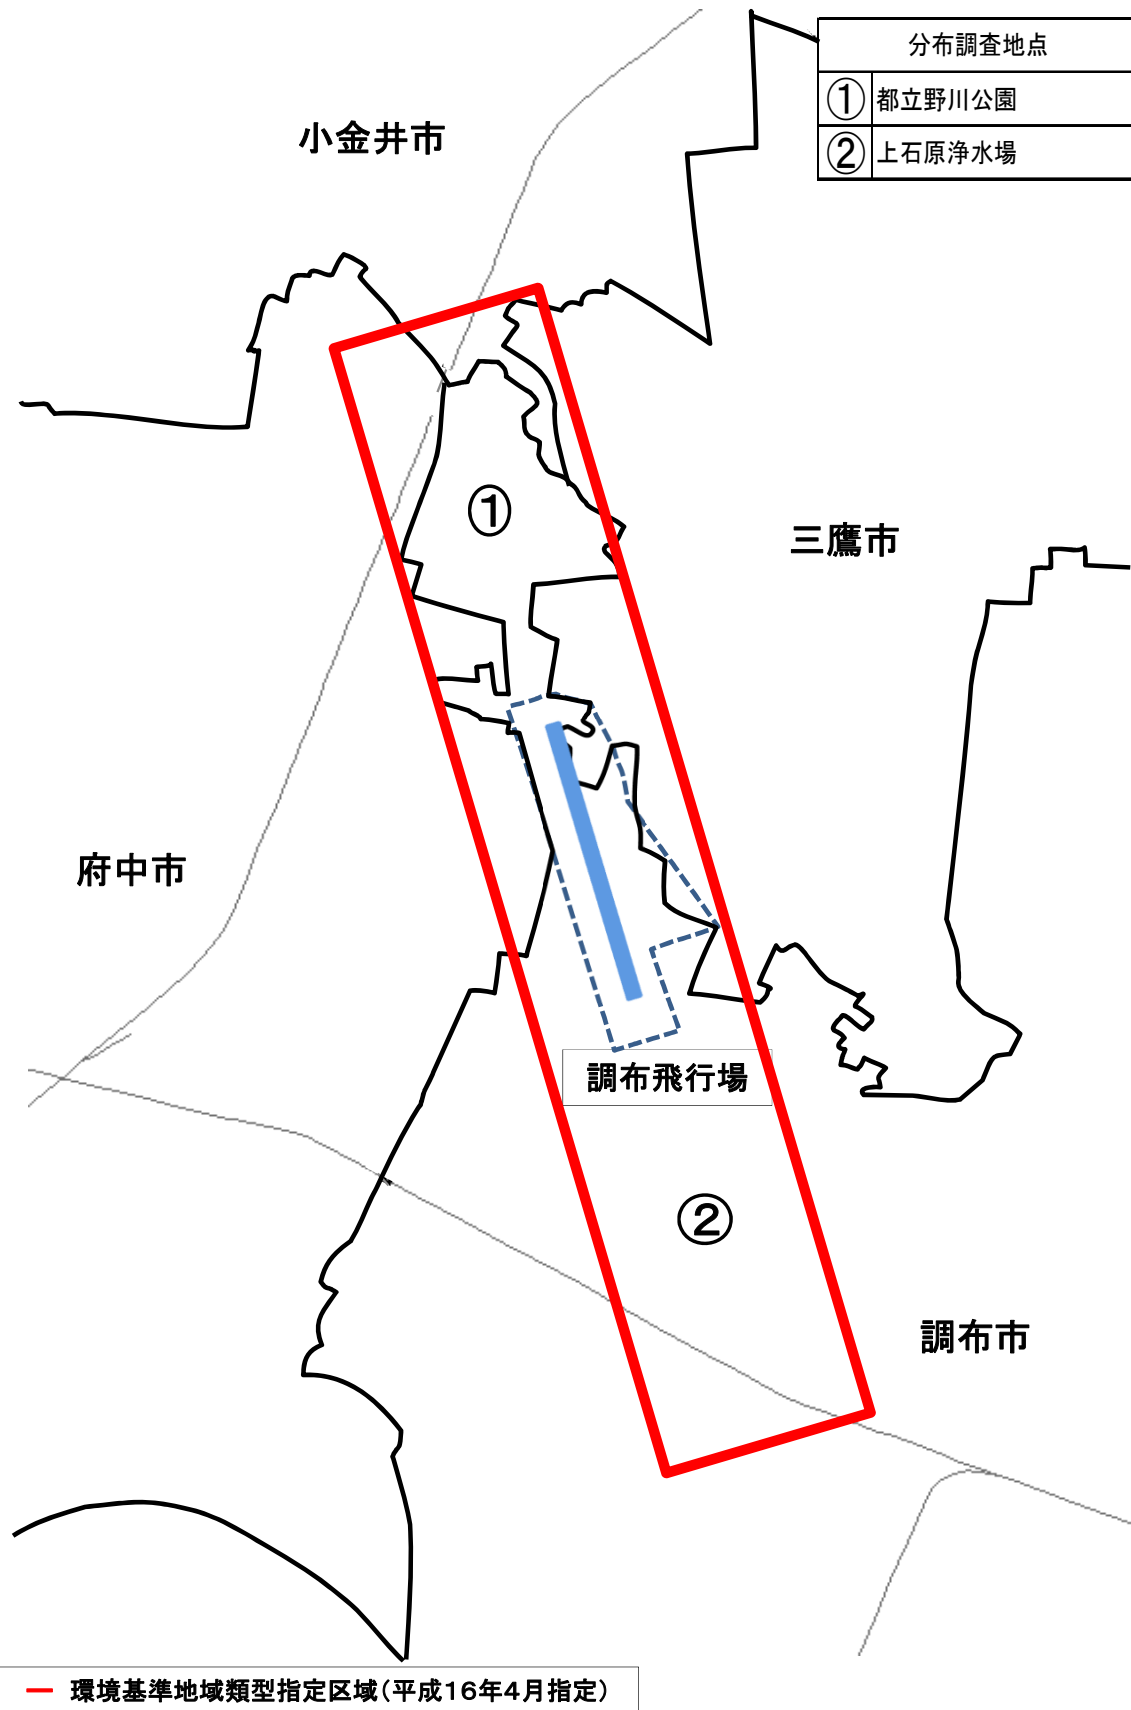 分布調査地点
① 都立野川公園
② 上石原浄水場
小金井市
①
三鷹市
府中市
調布飛行場
②
調布市
環境基準地域類型指定区域(平成16年4月指定)